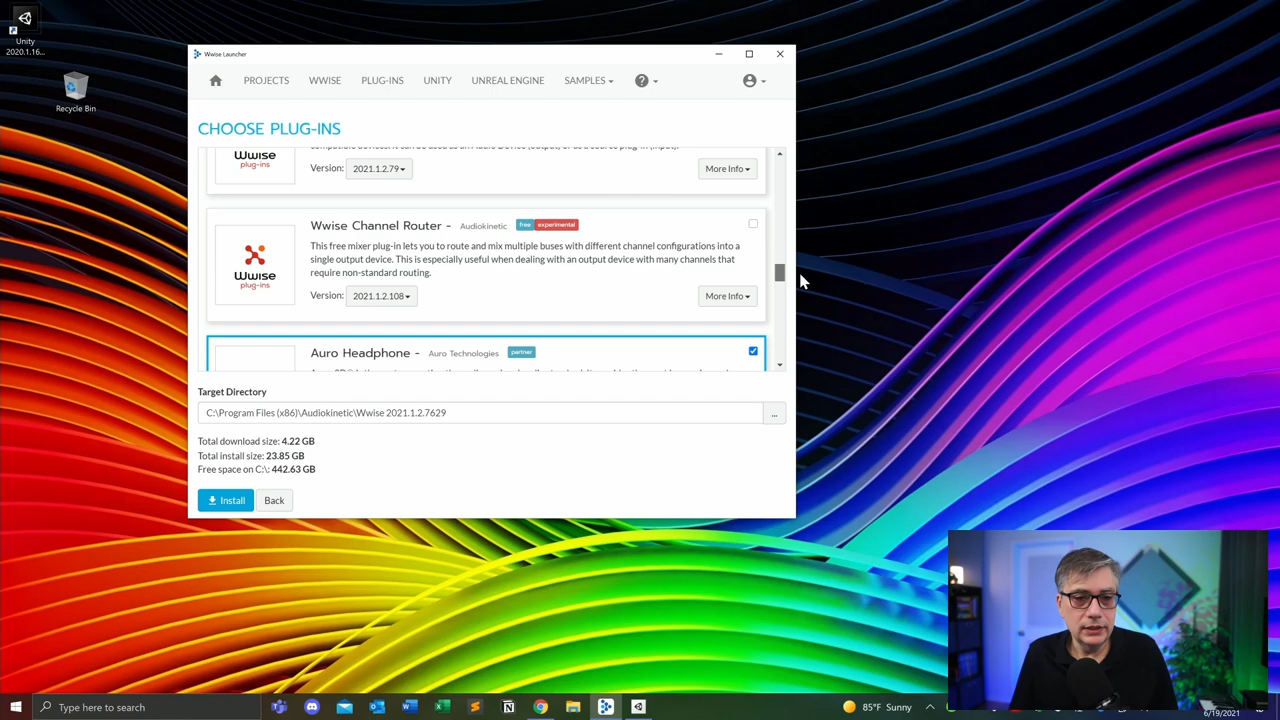 Unity
2020.1.16...
Recycle Bin
Wwise Launcher
PROJECTS WWISE PLUG-INS UNITY UNREAL ENGINE SAMPLES
CHOOSE PLUG-INS
Wwise
plug-ins
Version: 2021.1.2.79
More Info
Wwise Channel Router - Audiokinetic free experimental
This free mixer plug-in lets you to route and mix multiple buses with different channel configurations into a
single output device. This is especially useful when dealing with an output device with many channels that
require non-standard routing.
Wwise
plug-ins
Version: 2021.1.2.108
More Info
Auro Headphone - Auro Technologies partner
Target Directory
C:\Program Files (x86)\Audiokinetic\Wwise 2021.1.2.7629
...
Total download size: 4.22 GB
Total install size: 23.85 GB
Free space on C:\: 442.63 GB
Install Back
Type here to search
85°F Sunny
6/19/2021